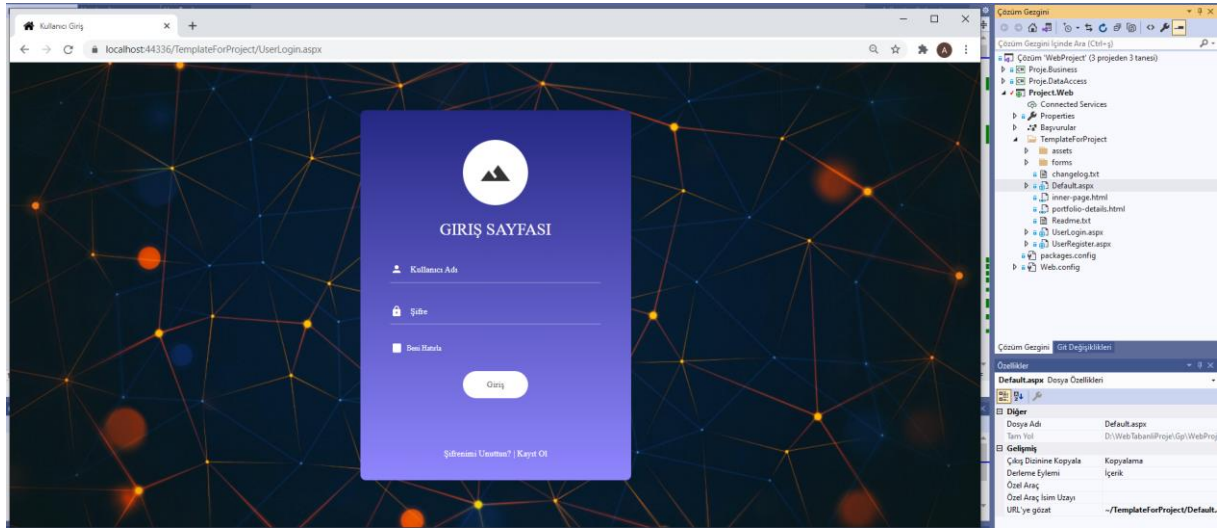 Kullanıcı Giriş
localhost:44336/TemplateForProject/UserLogin.aspx
A
GIRIŞ SAYFASI
Kullanıcı Adı
Şifre
Beni Hatırla
Giriş
Şifrenimi Unuttun? | Kayıt Ol
Çözüm Gezgini
Çözüm Gezgini İçinde Ara (Ctrl+ş)
Çözüm 'WebProject' (3 projeden 3 tanesi)
Proje.Business
Proje.DataAccess
Project.Web
Connected Services
Properties
Başvurular
TemplateForProject
assets
forms
changelog.txt
Default.aspx
inner-page.html
portfolio-details.html
Readme.txt
UserLogin.aspx
UserRegister.aspx
packages.config
Web.config
Çözüm Gezgini Git Değişiklikleri
Özellikler
Default.aspx Dosya Özellikleri
Diğer
Dosya Adı Default.aspx
Tam Yol D:\WebTabanliProje\Gp\WebProj
Gelişmiş
Çıkış Dizinine Kopyala Kopyalama
Derleme Eylemi İçerik
Özel Araç
Özel Araç İsim Uzayı
URL'ye gözat ~/TemplateForProject/Default.